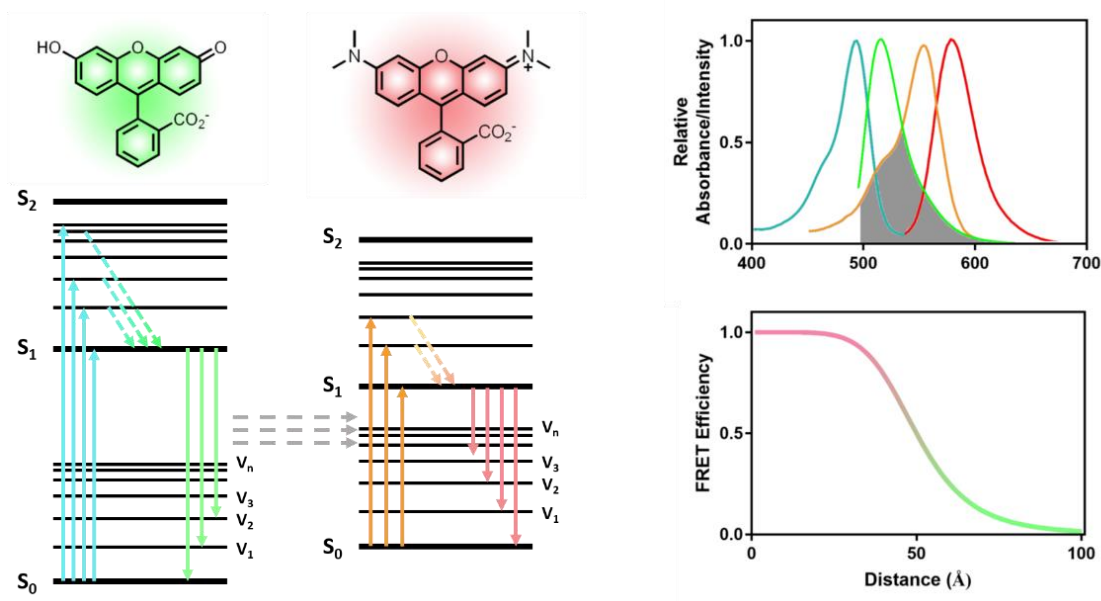 HO
O
O
CO₂⁻
N
O
N
+
CO₂⁻
S₂
S₁
Vₙ
V₃
V₂
V₁
S₀
S₂
S₁
Vₙ
V₃
V₂
V₁
S₀
Relative
Absorbance/Intensity
1.0
0.5
0.0
400
500
600
700
FRET Efficiency
1.0
0.5
0.0
0
50
100
Distance (Å)